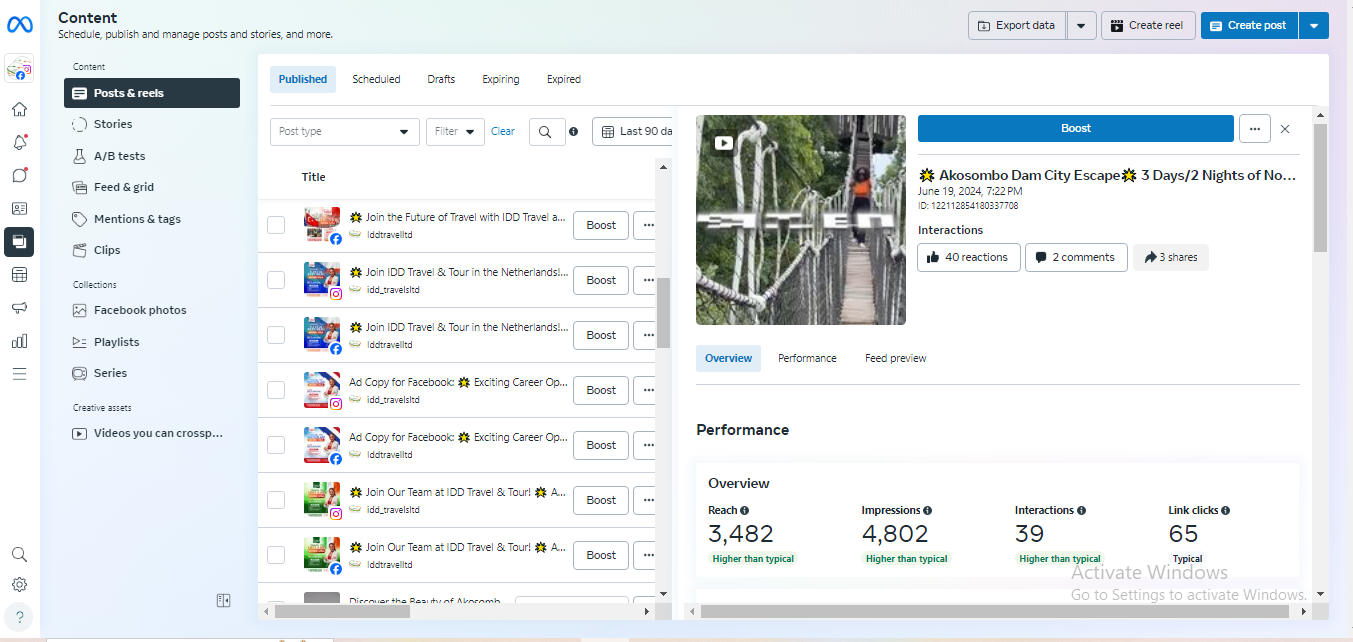 Content
Schedule, publish and manage posts and stories, and more.
Export data
Create reel
Create post
Content
Posts & reels
Stories
A/B tests
Feed & grid
Mentions & tags
Clips
Collections
Facebook photos
Playlists
Series
Creative assets
Videos you can crossp...
Published Scheduled Drafts Expiring Expired
Post type
Filter
Clear
Last 90 da
Title
Join the Future of Travel with IDD Travel a...
Iddtravelltd
Boost
Join IDD Travel & Tour in the Netherlands!...
idd_travelsltd
Boost
Join IDD Travel & Tour in the Netherlands!...
Iddtravelltd
Boost
Ad Copy for Facebook: 🌟 Exciting Career Op...
idd_travelsltd
Boost
Ad Copy for Facebook: 🌟 Exciting Career Op...
Iddtravelltd
Boost
Join Our Team at IDD Travel & Tour! 🌟 A...
idd_travelsltd
Boost
Join Our Team at IDD Travel & Tour! 🌟 A...
Iddtravelltd
Boost
Discover the Beauty of Akosomb
Boost
🌟 Akosombo Dam City Escape🌟 3 Days/2 Nights of No...
June 19, 2024, 7:22 PM
ID: 122112854180337708
Interactions
40 reactions
2 comments
3 shares
Overview Performance Feed preview
Performance
Overview
Reach Impressions Interactions Link clicks
3,482 4,802 39 65
Higher than typical Higher than typical Higher than typical Typical
Activate Windows
Go to Settings to activate Windows.